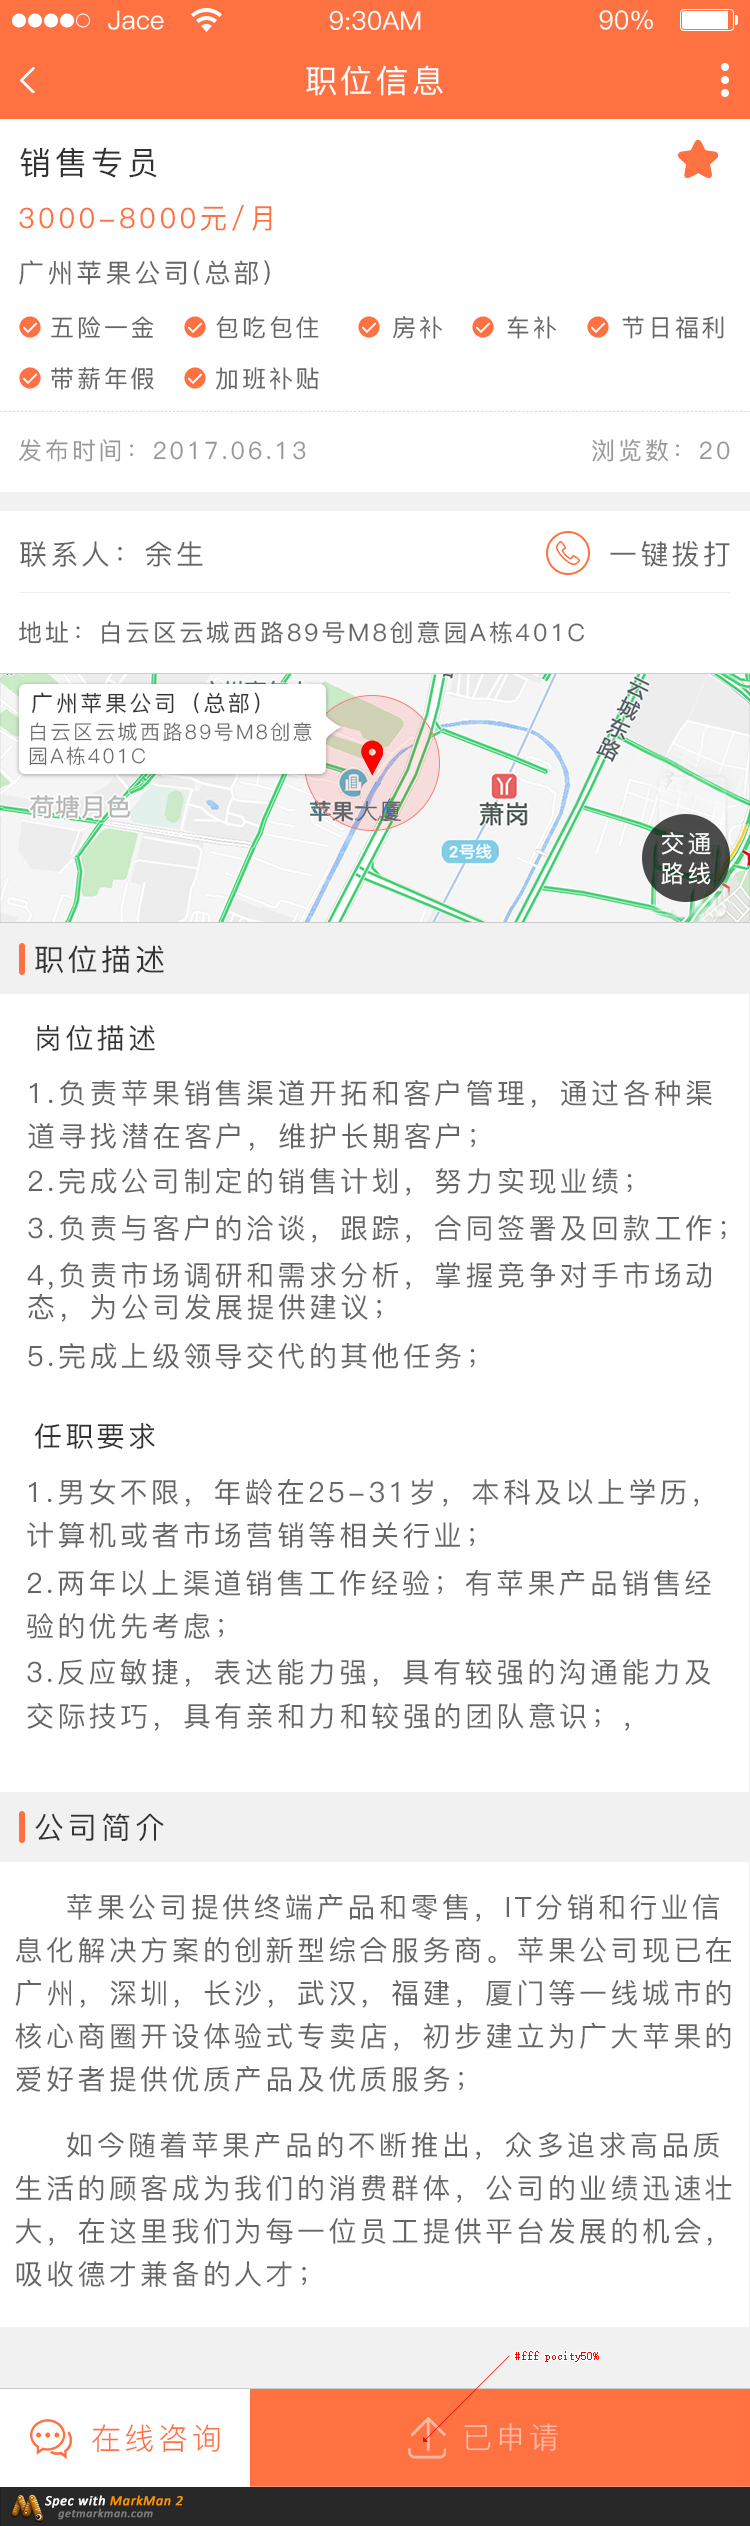 Jace 9:30AM 90%
职位信息
销售专员
3000-8000元/月
广州苹果公司(总部)
五险一金 包吃包住 房补 车补 节日福利
带薪年假 加班补贴
发布时间：2017.06.13 浏览数：20
联系人：余生 一键拨打
地址：白云区云城西路89号M8创意园A栋401C
广州苹果公司（总部）
白云区云城西路89号M8创意
园A栋401C
云城东路
荷塘月色
苹果大厦
萧岗
2号线
交通
路线
职位描述
岗位描述
1.负责苹果销售渠道开拓和客户管理，通过各种渠
道寻找潜在客户，维护长期客户；
2.完成公司制定的销售计划，努力实现业绩；
3.负责与客户的洽谈，跟踪，合同签署及回款工作；
4,负责市场调研和需求分析，掌握竞争对手市场动
态，为公司发展提供建议；
5.完成上级领导交代的其他任务；
任职要求
1.男女不限，年龄在25-31岁，本科及以上学历，
计算机或者市场营销等相关行业；
2.两年以上渠道销售工作经验；有苹果产品销售经
验的优先考虑；
3.反应敏捷，表达能力强，具有较强的沟通能力及
交际技巧，具有亲和力和较强的团队意识；，
公司简介
苹果公司提供终端产品和零售，IT分销和行业信
息化解决方案的创新型综合服务商。苹果公司现已在
广州，深圳，长沙，武汉，福建，厦门等一线城市的
核心商圈开设体验式专卖店，初步建立为广大苹果的
爱好者提供优质产品及优质服务；
如今随着苹果产品的不断推出，众多追求高品质
生活的顾客成为我们的消费群体，公司的业绩迅速壮
大，在这里我们为每一位员工提供平台发展的机会，
吸收德才兼备的人才；
#fff pocity50%
在线咨询 已申请
Spec with MarkMan 2
getmarkman.com